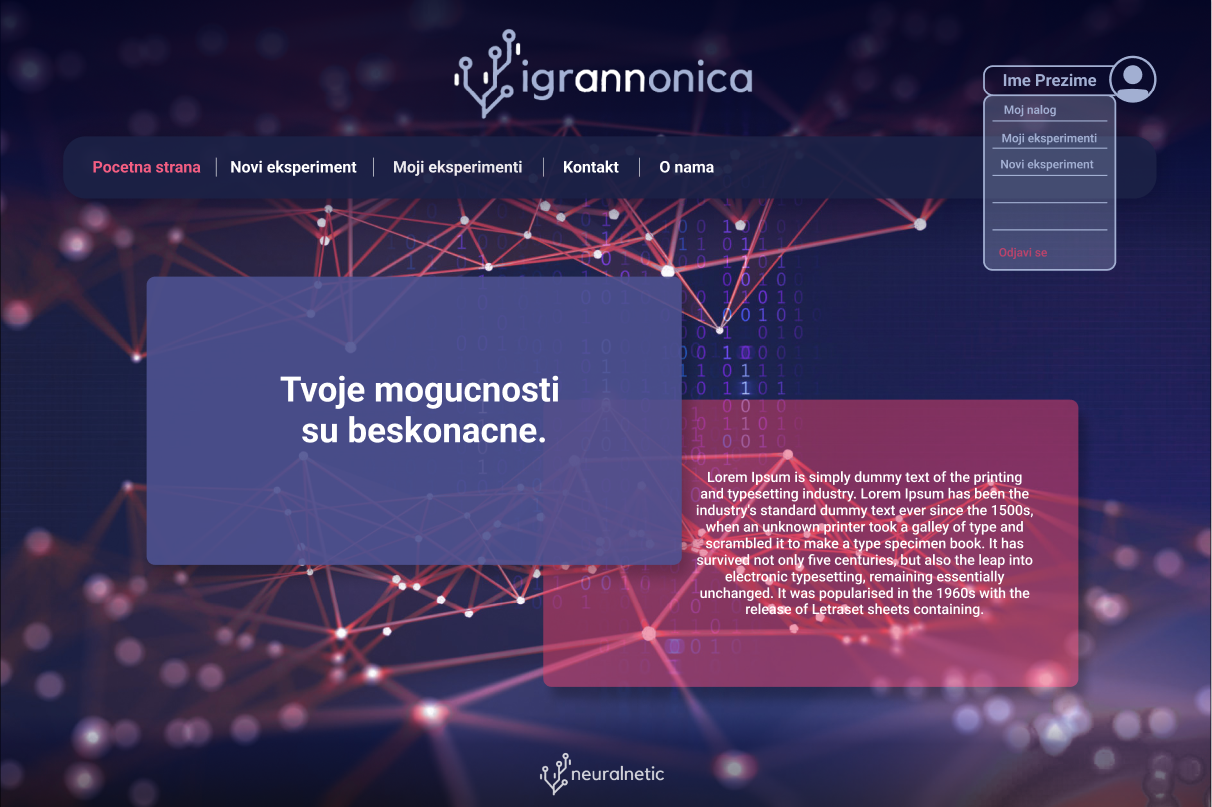 igrannonica
Ime Prezime
Moj nalog
Moji eksperimenti
Novi eksperiment
Odjavi se
Pocetna strana
Novi eksperiment
Moji eksperimenti
Kontakt
O nama
Tvoje mogucnosti
su beskonacne.
Lorem Ipsum is simply dummy text of the printing
and typesetting industry. Lorem Ipsum has been the
industry's standard dummy text ever since the 1500s,
when an unknown printer took a galley of type and
scrambled it to make a type specimen book. It has
survived not only five centuries, but also the leap into
electronic typesetting, remaining essentially
unchanged. It was popularised in the 1960s with the
release of Letraset sheets containing.
neuralnetic